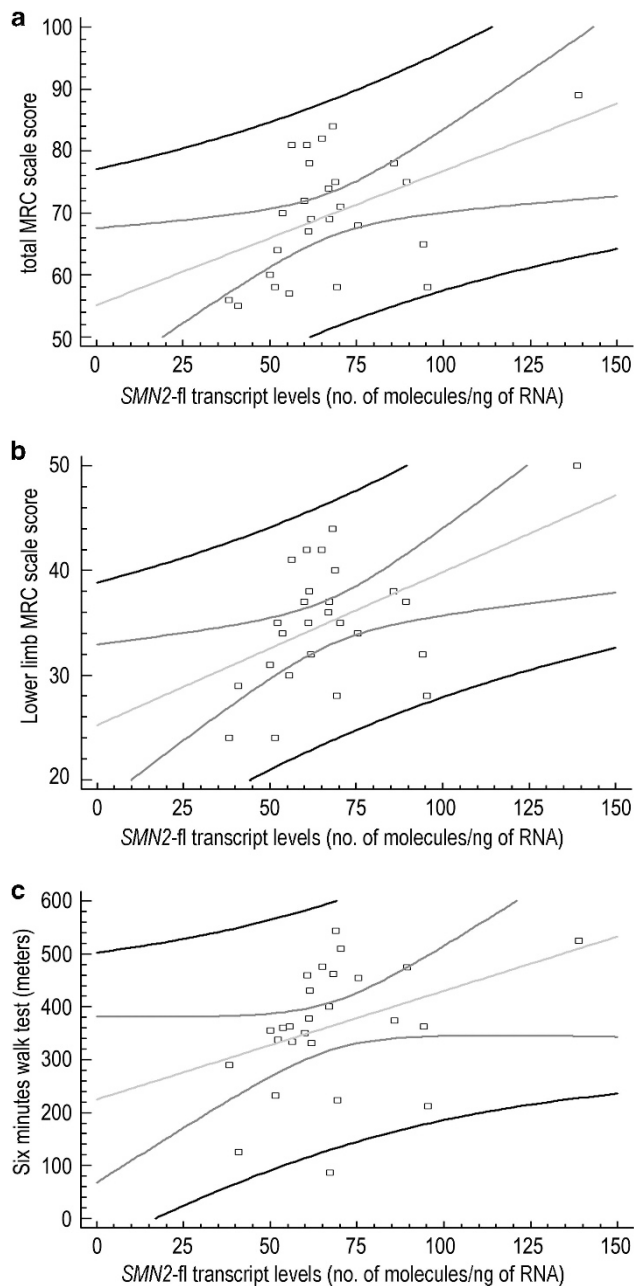 a
100
90
80
70
60
50
total MRC scale score
0 25 50 75 100 125 150
SMN2-fl transcript levels (no. of molecules/ng of RNA)
b
50
40
30
20
Lower limb MRC scale score
0 25 50 75 100 125 150
SMN2-fl transcript levels (no. of molecules/ng of RNA)
c
600
500
400
300
200
100
0
Six minutes walk test (meters)
0 25 50 75 100 125 150
SMN2-fl transcript levels (no. of molecules/ng of RNA)